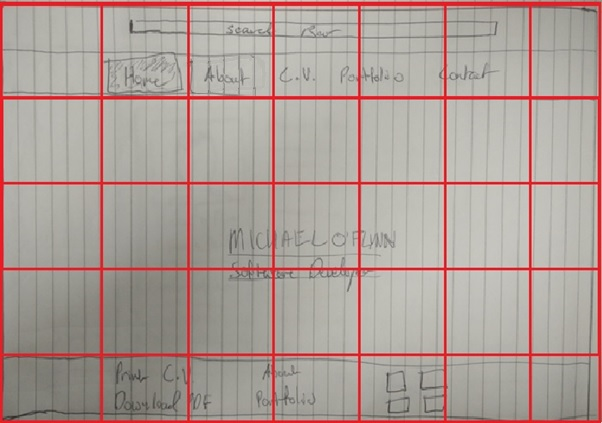 Search Bar
Home About C.V. Portfolio Contact
MICHAEL O'FLYNN
Software Developer
Print C.V. About
Download PDF Portfolio